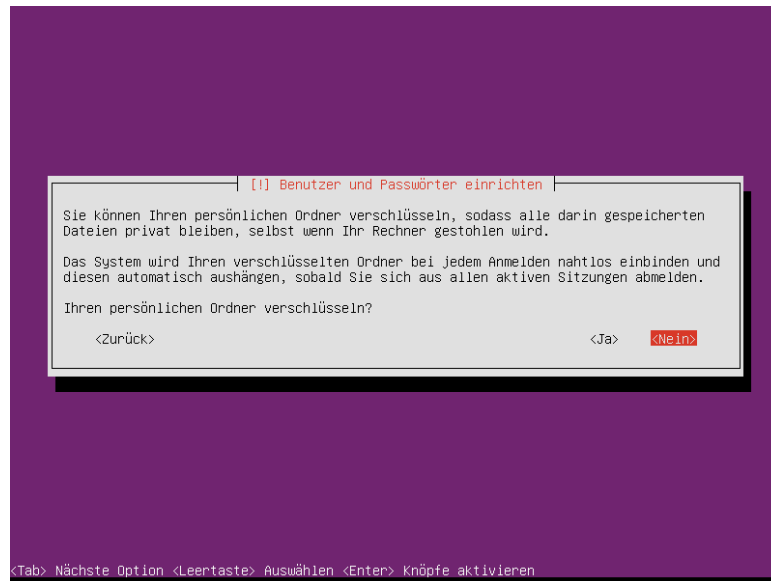 [!] Benutzer und Passwörter einrichten
Sie können Ihren persönlichen Ordner verschlüsseln, sodass alle darin gespeicherten
Dateien privat bleiben, selbst wenn Ihr Rechner gestohlen wird.
Das System wird Ihren verschlüsselten Ordner bei jedem Anmelden nahtlos einbinden und
diesen automatisch aushängen, sobald Sie sich aus allen aktiven Sitzungen abmelden.
Ihren persönlichen Ordner verschlüsseln?
<Zurück> <Ja> <Nein>
<Tab> Nächste Option <Leertaste> Auswählen <Enter> Knöpfe aktivieren